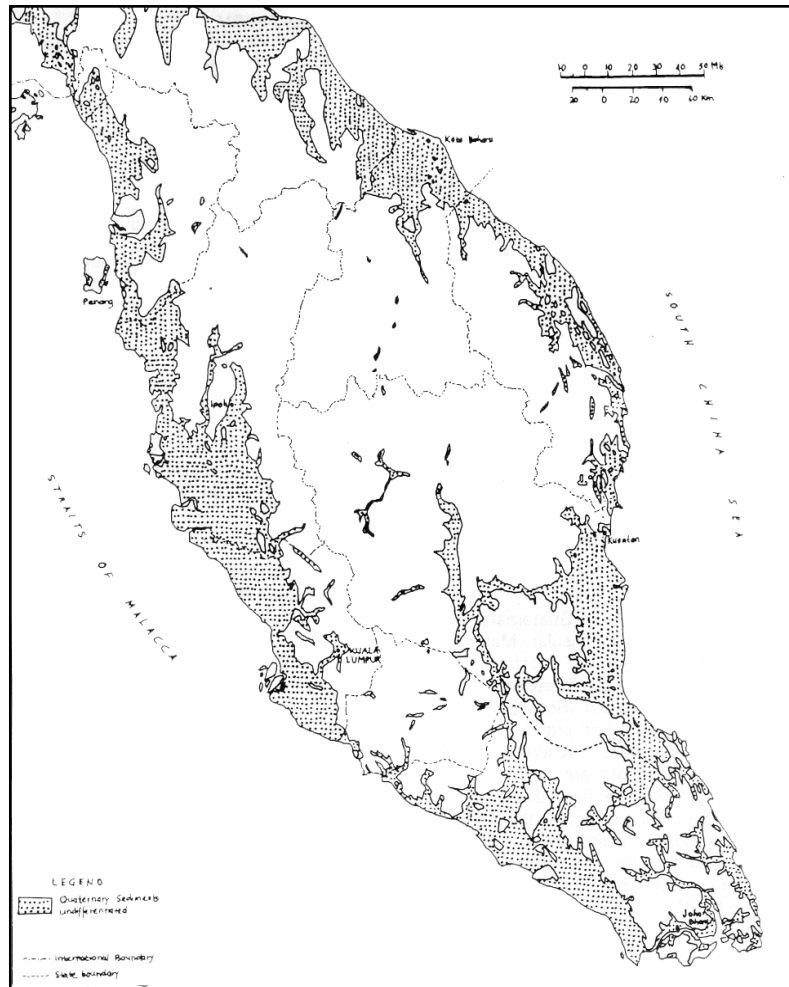 10 0 10 20 30 40 50 Mls
20 0 20 40 60 Km
Kota Baharu
Penang
Ipoh
SOUTH CHINA SEA
STRAITS OF MALACCA
Kuantan
KUALA
LUMPUR
Johor
Baharu
LEGEND
Quaternary Sediments
undifferentiated
International Boundary
State boundary